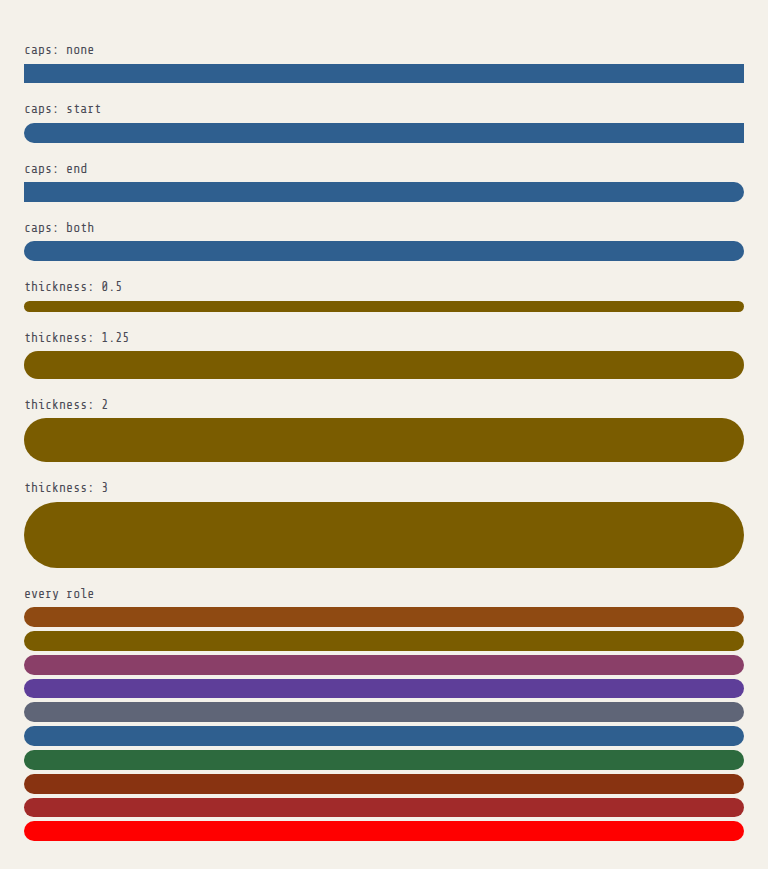 caps: none
caps: start
caps: end
caps: both
thickness: 0.5
thickness: 1.25
thickness: 2
thickness: 3
every role